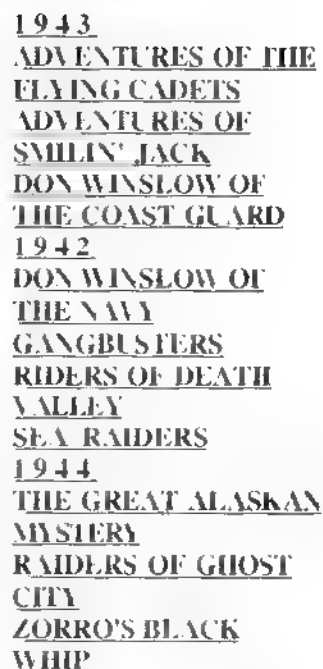 1943
ADVENTURES OF THE
FLYING CADETS
ADVENTURES OF
SMILIN' JACK
DON WINSLOW OF
THE COAST GUARD
1942
DON WINSLOW OF
THE NAVY
GANGBUSTERS
RIDERS OF DEATH
VALLEY
SEA RAIDERS
1944
THE GREAT ALASKAN
MYSTERY
RAIDERS OF GHOST
CITY
ZORRO'S BLACK
WHIP